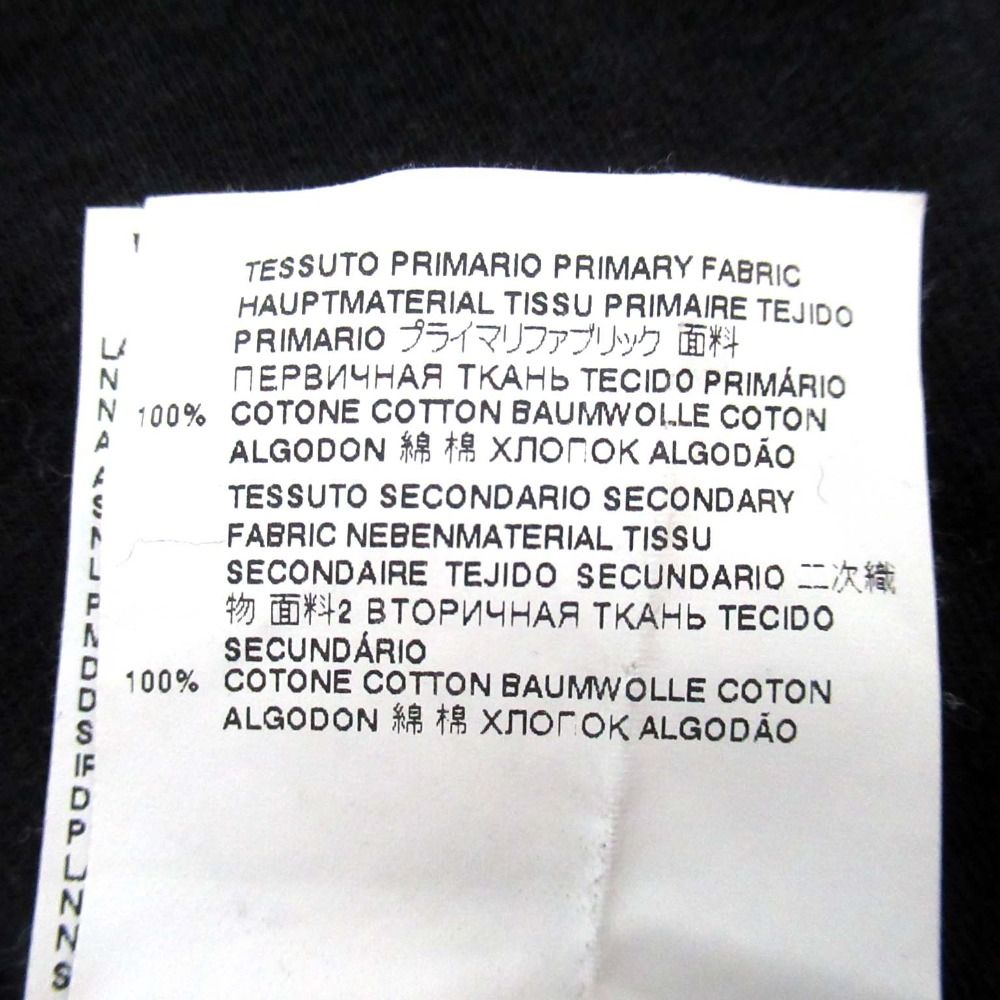 TESSUTO PRIMARIO PRIMARY FABRIC
HAUPTMATERIAL TISSU PRIMAIRE TEJIDO
PRIMARIO プライマリファブリック 面料
ПЕРВИЧНАЯ ТКАНЬ TECIDO PRIMÁRIO
100% COTONE COTTON BAUMWOLLE COTON
ALGODON 綿 棉 ХЛОПОК ALGODÃO
TESSUTO SECONDARIO SECONDARY
FABRIC NEBENMATERIAL TISSU
SECONDAIRE TEJIDO SECUNDARIO 二次織
物 面料2 ВТОРИЧНАЯ ТКАНЬ TECIDO
SECUNDÁRIO
100% COTONE COTTON BAUMWOLLE COTON
ALGODON 綿 棉 ХЛОПОК ALGODÃO